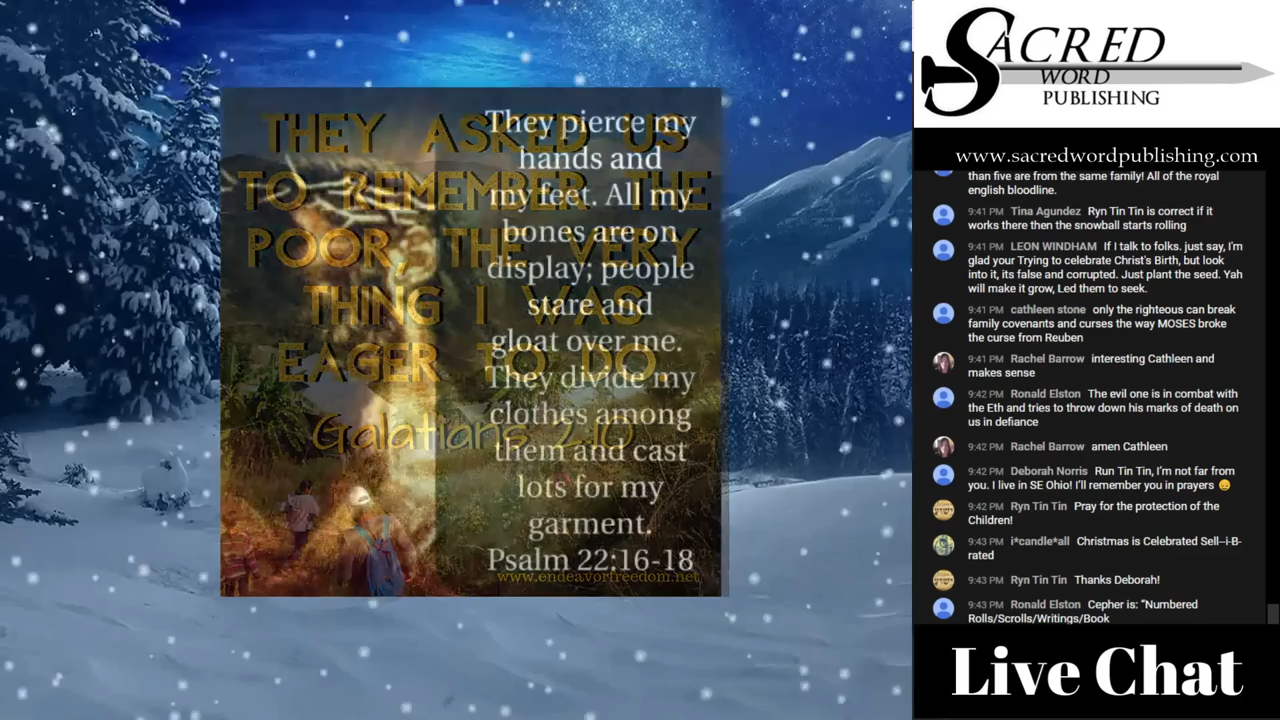 THEY ASKED US
TO REMEMBER THE
POOR, THE VERY
THING I WAS
EAGER TO DO.
Galatians 2:10
They pierce my
hands and
my feet. All my
bones are on
display; people
stare and
gloat over me.
They divide my
clothes among
them and cast
lots for my
garment.
Psalm 22:16-18
www.endeavorfreedom.net
SACRED
WORD
PUBLISHING
www.sacredwordpublishing.com
than five are from the same family! All of the royal
english bloodline.
9:41 PM Tina Agundez Ryn Tin Tin is correct if it
works there then the snowball starts rolling
9:41 PM LEON WINDHAM If I talk to folks. just say, I'm
glad your Trying to celebrate Christ's Birth, but look
into it, its false and corrupted. Just plant the seed. Yah
will make it grow, Led them to seek.
9:41 PM cathleen stone only the righteous can break
family covenants and curses the way MOSES broke
the curse from Reuben
9:41 PM Rachel Barrow interesting Cathleen and
makes sense
9:42 PM Ronald Elston The evil one is in combat with
the Eth and tries to throw down his marks of death on
us in defiance
9:42 PM Rachel Barrow amen Cathleen
9:42 PM Deborah Norris Run Tin Tin, I'm not far from
you. I live in SE Ohio! I'll remember you in prayers 😞
9:42 PM Ryn Tin Tin Pray for the protection of the
Children!
9:43 PM i*candle*all Christmas is Celebrated Sell~i-B-
rated
9:43 PM Ryn Tin Tin Thanks Deborah!
9:43 PM Ronald Elston Cepher is: “Numbered
Rolls/Scrolls/Writings/Book
Live Chat